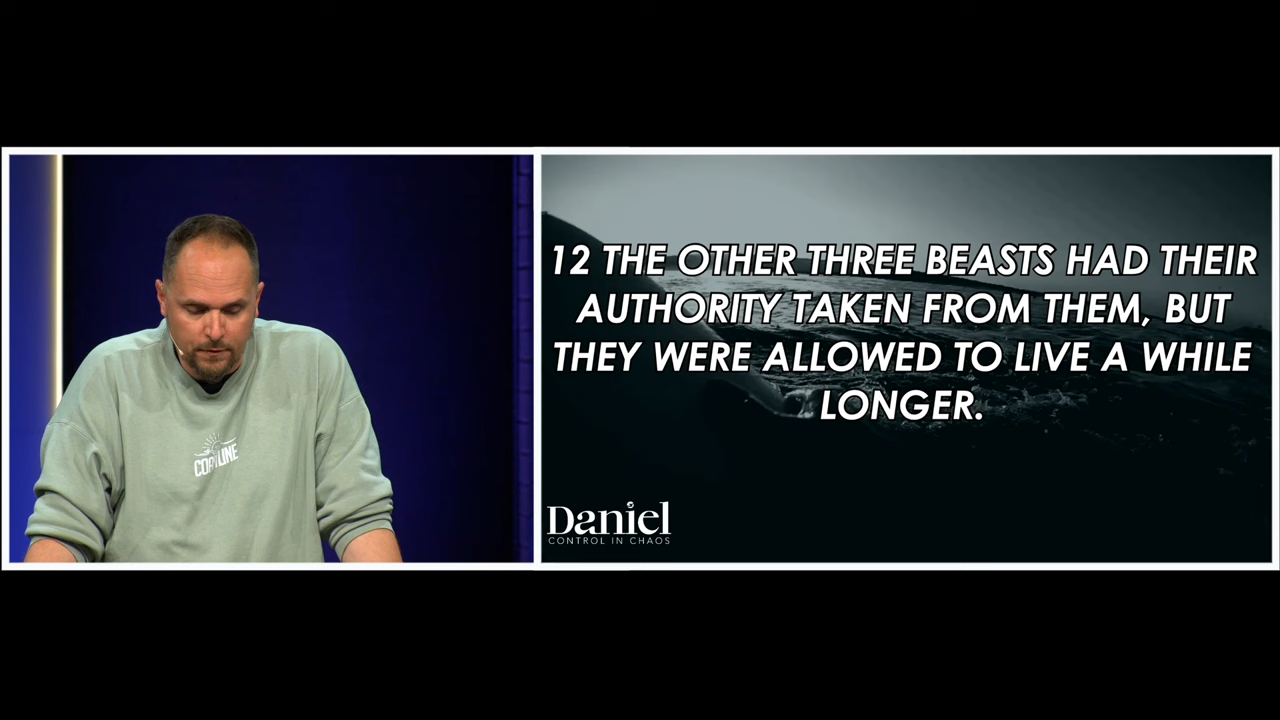 12 THE OTHER THREE BEASTS HAD THEIR
AUTHORITY TAKEN FROM THEM, BUT
THEY WERE ALLOWED TO LIVE A WHILE
LONGER.
Daniel
CONTROL IN CHAOS